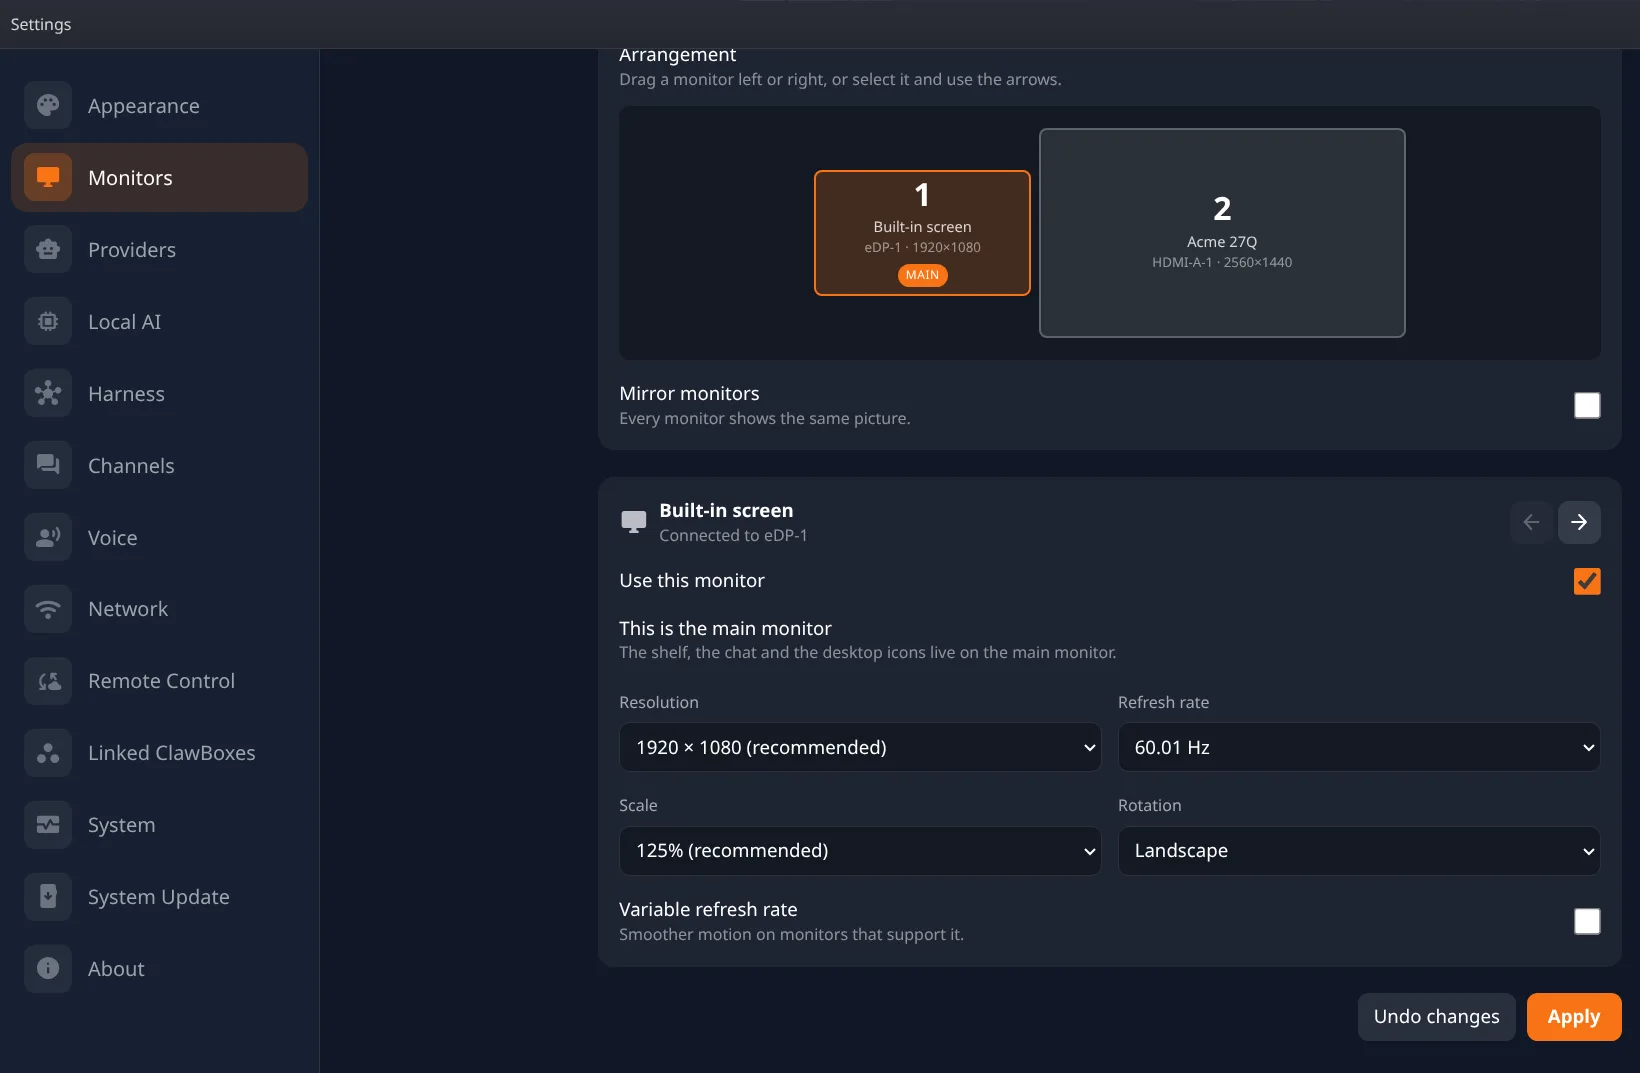 Settings
Appearance
Monitors
Providers
Local AI
Harness
Channels
Voice
Network
Remote Control
Linked ClawBoxes
System
System Update
About
Arrangement
Drag a monitor left or right, or select it and use the arrows.
1
Built-in screen
eDP-1 · 1920×1080
MAIN
2
Acme 27Q
HDMI-A-1 · 2560×1440
Mirror monitors
Every monitor shows the same picture.
Built-in screen
Connected to eDP-1
Use this monitor
This is the main monitor
The shelf, the chat and the desktop icons live on the main monitor.
Resolution
1920 × 1080 (recommended)
Refresh rate
60.01 Hz
Scale
125% (recommended)
Rotation
Landscape
Variable refresh rate
Smoother motion on monitors that support it.
Undo changes
Apply